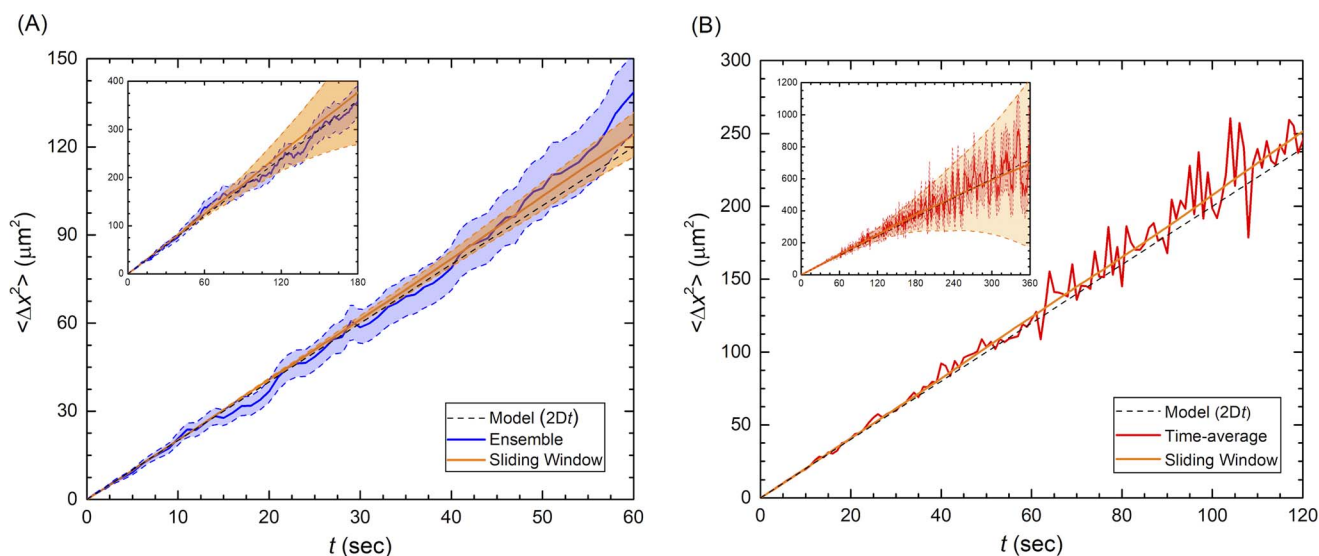 (A)
150
120
90
60
30
0
<Δx²> (μm²)
0 10 20 30 40 50 60
t (sec)
400
300
200
100
0
0 60 120 180
Model (2Dt)
Ensemble
Sliding Window
(B)
300
250
200
150
100
50
0
<Δx²> (μm²)
0 20 40 60 80 100 120
t (sec)
1200
1000
800
600
400
200
0
0 60 120 180 240 300 360
Model (2Dt)
Time-average
Sliding Window